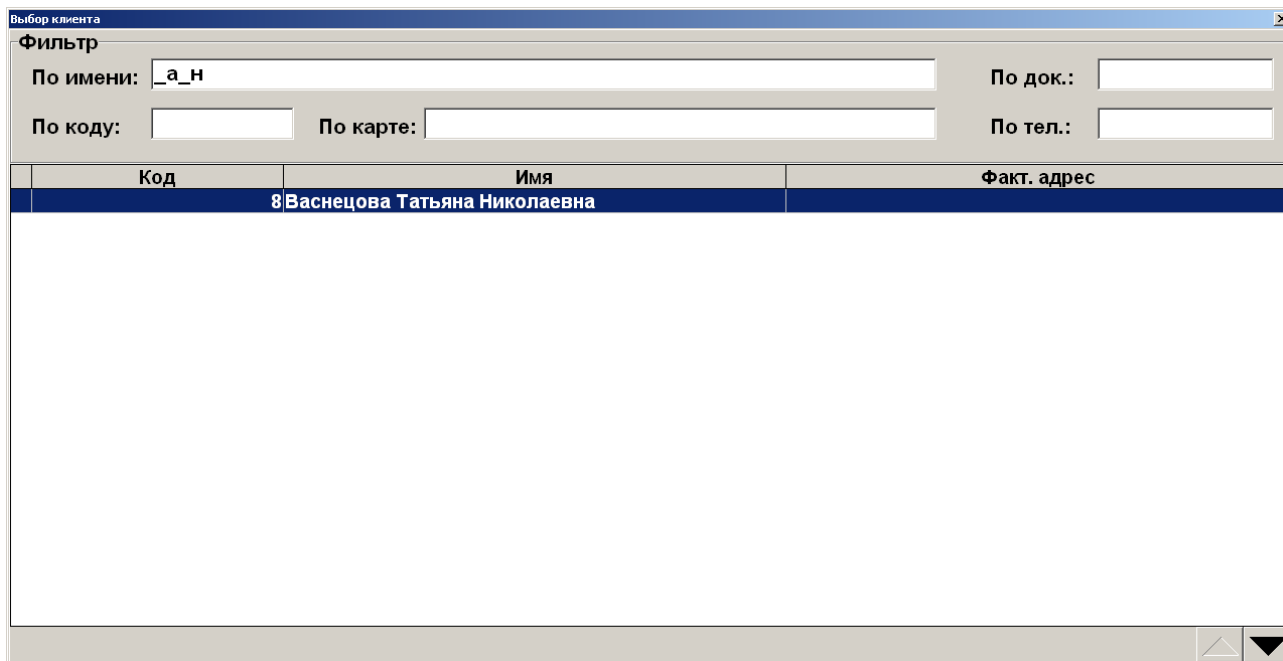 Выбор клиента
Фильтр
По имени: _а_н По док.:
По коду: По карте: По тел.:
Код Имя Факт. адрес
8 Васнецова Татьяна Николаевна